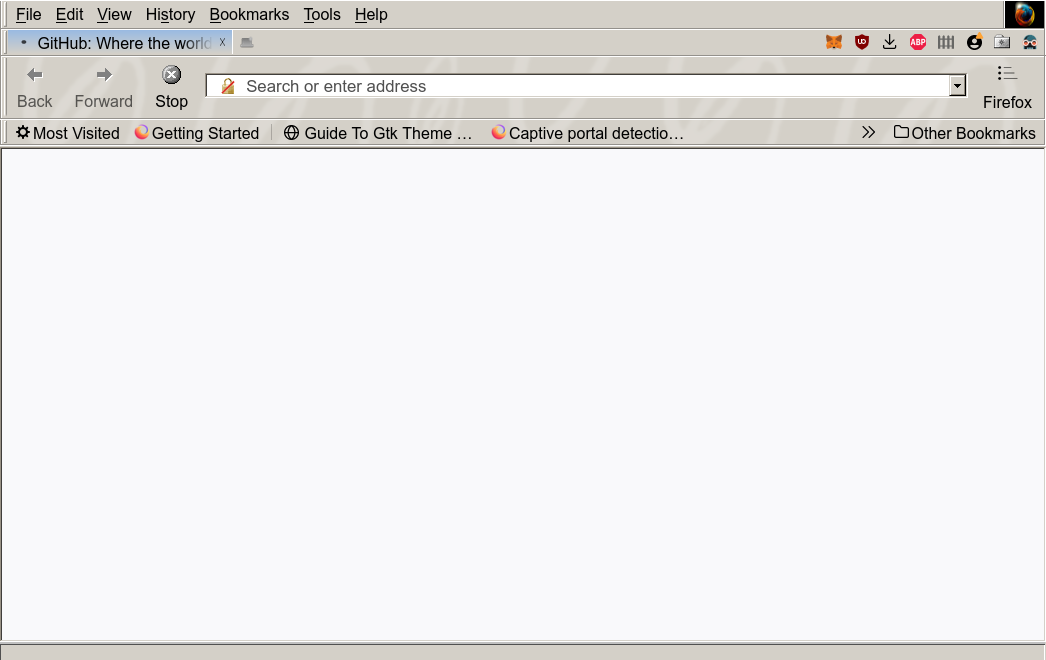 File Edit View History Bookmarks Tools Help
GitHub: Where the world x
UD ABP
Back Forward Stop Search or enter address Firefox
Most Visited Getting Started Guide To Gtk Theme … Captive portal detectio… Other Bookmarks